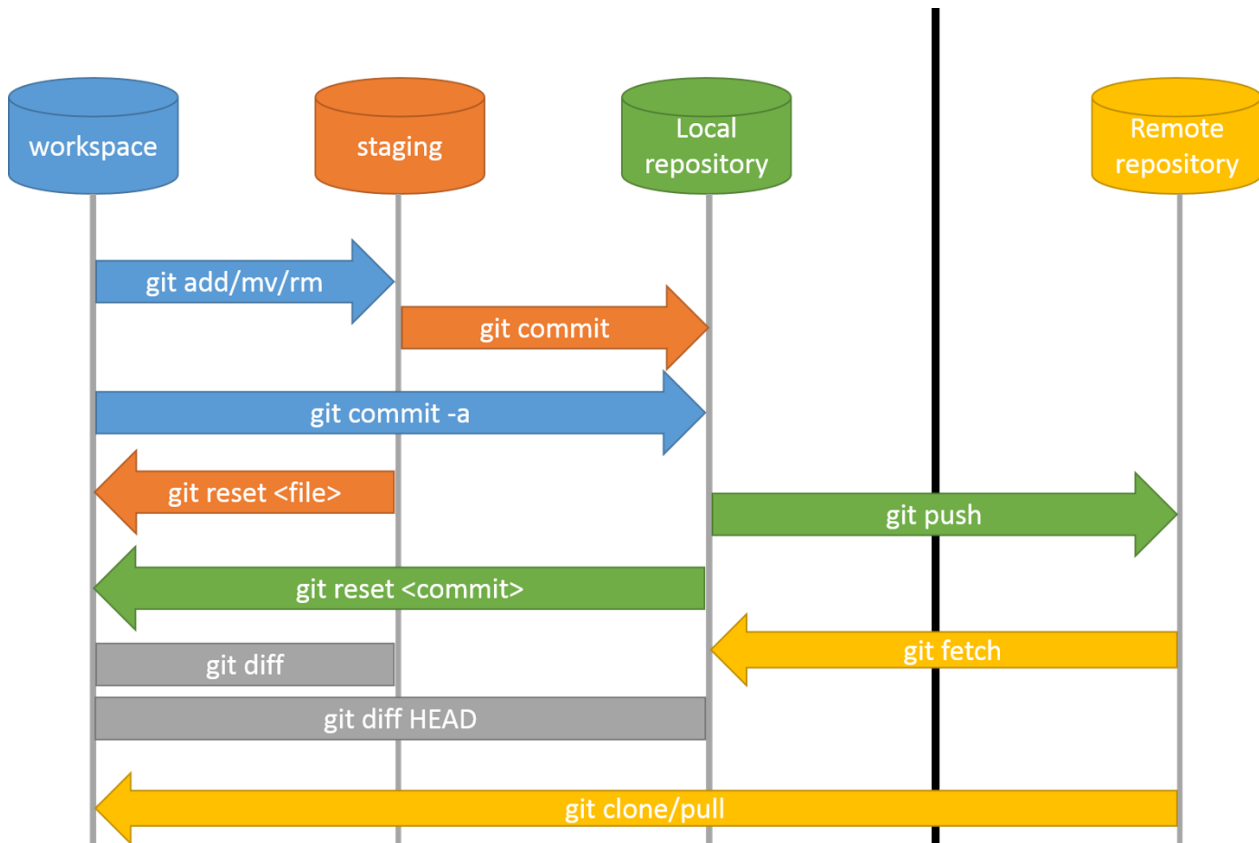 workspace
staging
Local
repository
Remote
repository
git add/mv/rm
git commit
git commit -a
git reset <file>
git push
git reset <commit>
git fetch
git diff
git diff HEAD
git clone/pull